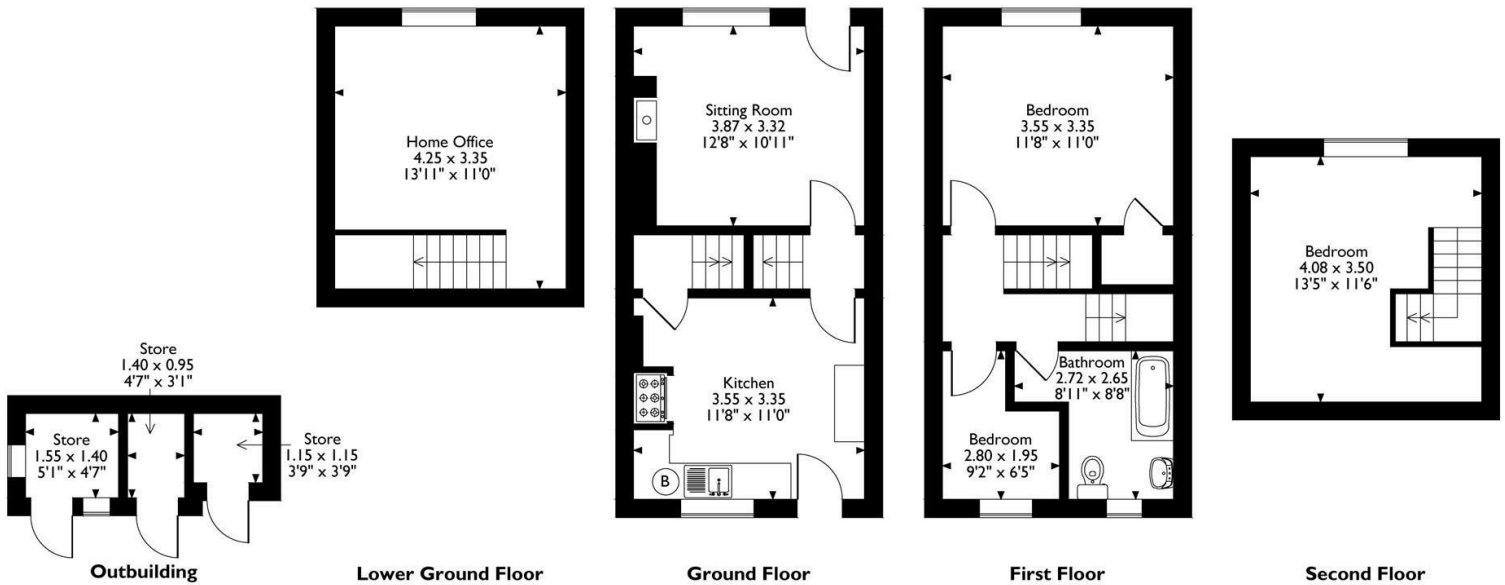 Store
1.40 x 0.95
4'7" x 3'1"
Store
1.55 x 1.40
5'1" x 4'7"
Store
1.15 x 1.15
3'9" x 3'9"
Outbuilding
Home Office
4.25 x 3.35
13'11" x 11'0"
Lower Ground Floor
Sitting Room
3.87 x 3.32
12'8" x 10'11"
Kitchen
3.55 x 3.35
11'8" x 11'0"
B
Ground Floor
Bedroom
3.55 x 3.35
11'8" x 11'0"
Bathroom
2.72 x 2.65
8'11" x 8'8"
Bedroom
2.80 x 1.95
9'2" x 6'5"
First Floor
Bedroom
4.08 x 3.50
13'5" x 11'6"
Second Floor